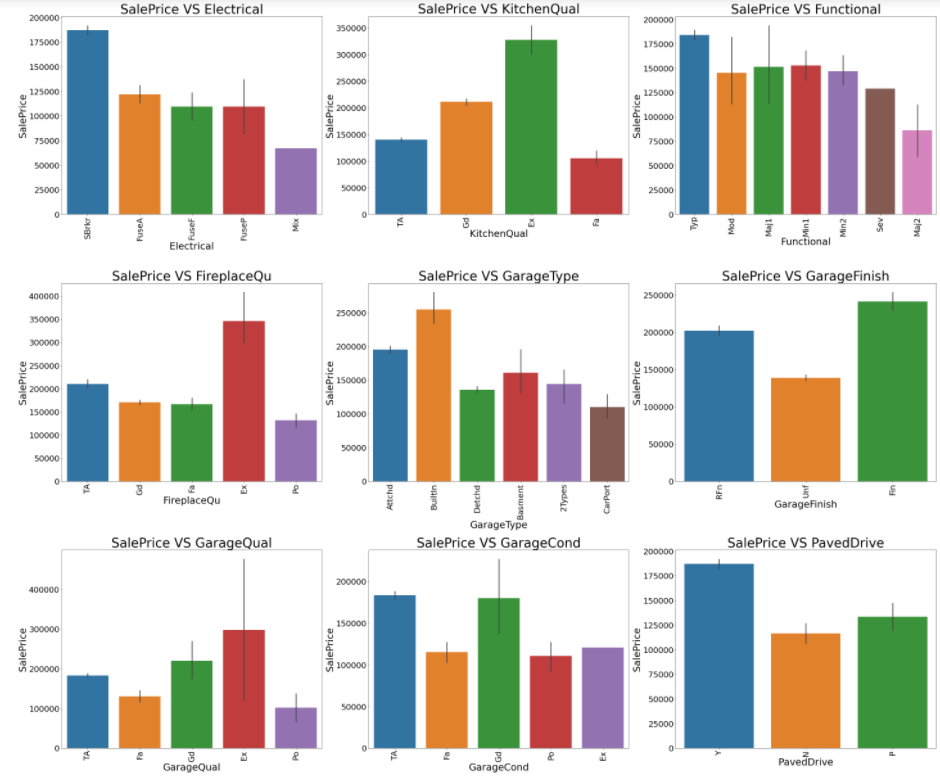 SalePrice VS Electrical
SalePrice
200000
175000
150000
125000
100000
75000
50000
25000
0
SBrkr
FuseA
FuseF
FuseP
Mix
Electrical
SalePrice VS KitchenQual
SalePrice
350000
300000
250000
200000
150000
100000
50000
0
TA
Gd
Ex
Fa
KitchenQual
SalePrice VS Functional
SalePrice
200000
175000
150000
125000
100000
75000
50000
25000
0
Typ
Mod
Maj1
Min1
Min2
Sev
Maj2
Functional
SalePrice VS FireplaceQu
SalePrice
400000
350000
300000
250000
200000
150000
100000
50000
0
TA
Gd
Fa
Ex
Po
FireplaceQu
SalePrice VS GarageType
SalePrice
250000
200000
150000
100000
50000
0
Attchd
BuiltIn
Detchd
Basment
2Types
CarPort
GarageType
SalePrice VS GarageFinish
SalePrice
250000
200000
150000
100000
50000
0
RFn
Unf
Fin
GarageFinish
SalePrice VS GarageQual
SalePrice
400000
300000
200000
100000
0
TA
Fa
Gd
Ex
Po
GarageQual
SalePrice VS GarageCond
SalePrice
200000
150000
100000
50000
0
TA
Fa
Gd
Po
Ex
GarageCond
SalePrice VS PavedDrive
SalePrice
200000
175000
150000
125000
100000
75000
50000
25000
0
Y
N
P
PavedDrive